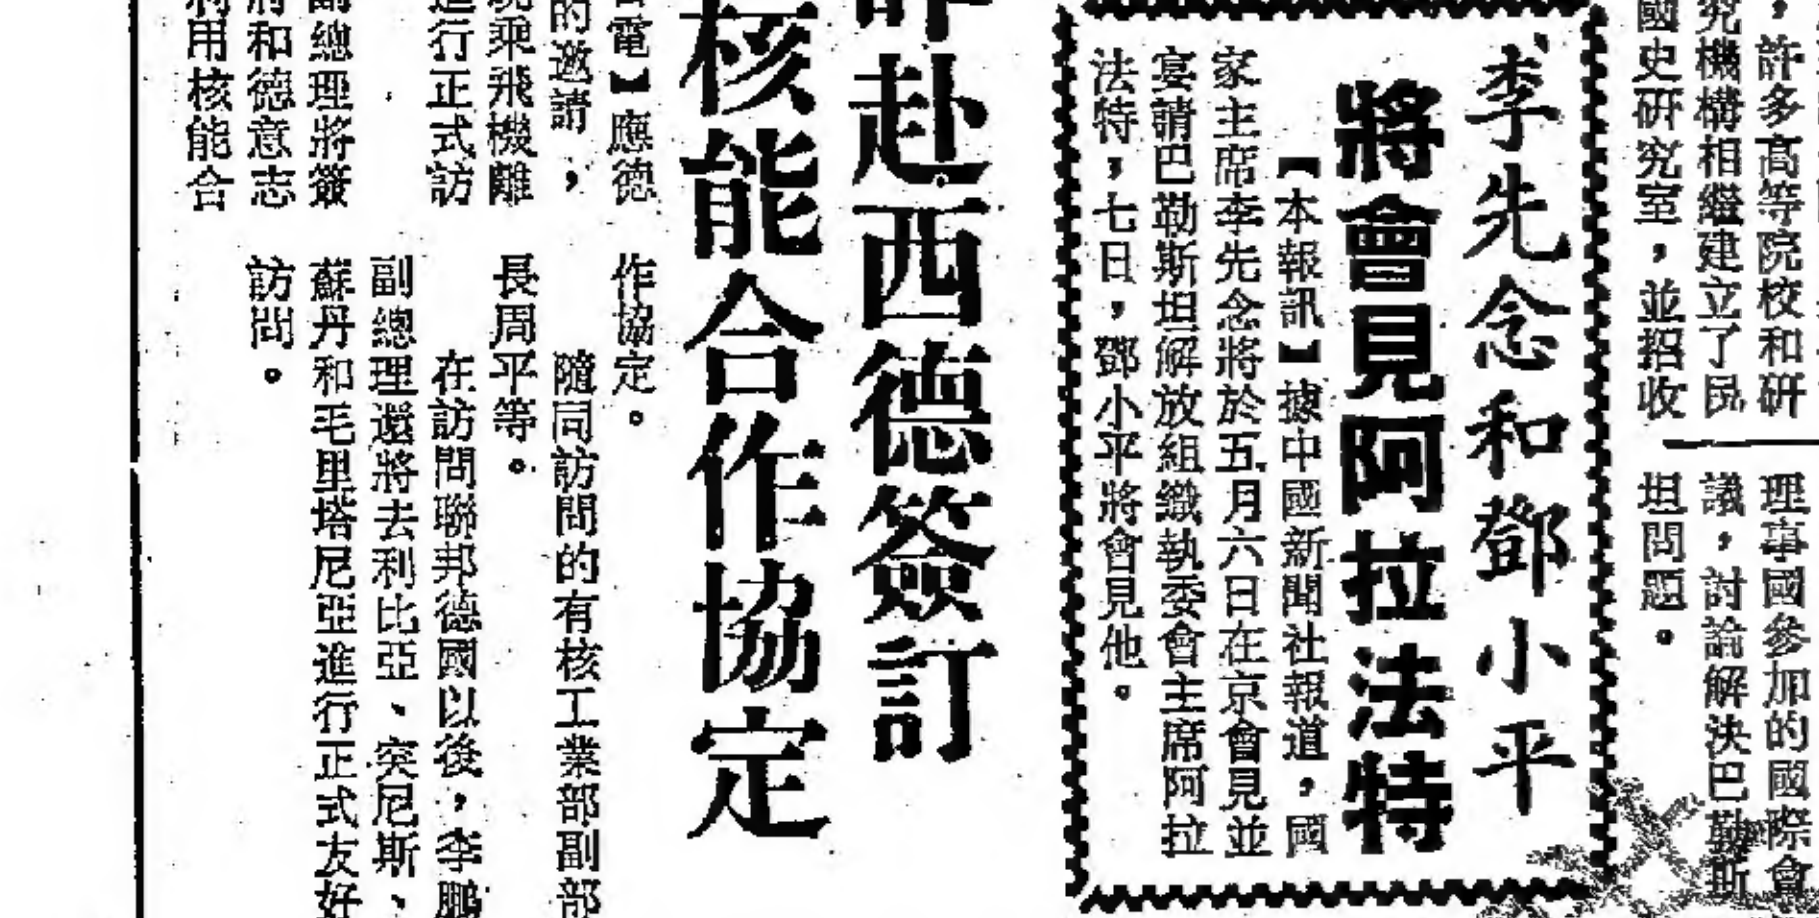 ，許多高等院校和研
究機構相繼建立了民
國史研究室，並招收
理事國參加的國際會
議，討論解決巴勒斯
坦問題。
李先念和鄧小平
將會見阿拉法特
【本報訊】據中國新聞社報道，國
家主席李先念將於五月六日在京會見並
宴請巴勒斯坦解放組織執委會主席阿拉
法特，七日，鄧小平將會見他。
赴西德簽訂
核能合作協定
電】應德
的邀請，
乘飛機離
進行正式訪
副總理將簽
和德意志
利用核能合
作協定。
隨同訪問的有核工業部副部
長周平等。
在訪問聯邦德國以後，李鵬
副總理還將去利比亞、突尼斯、
蘇丹和毛里塔尼亞進行正式友好
訪問。